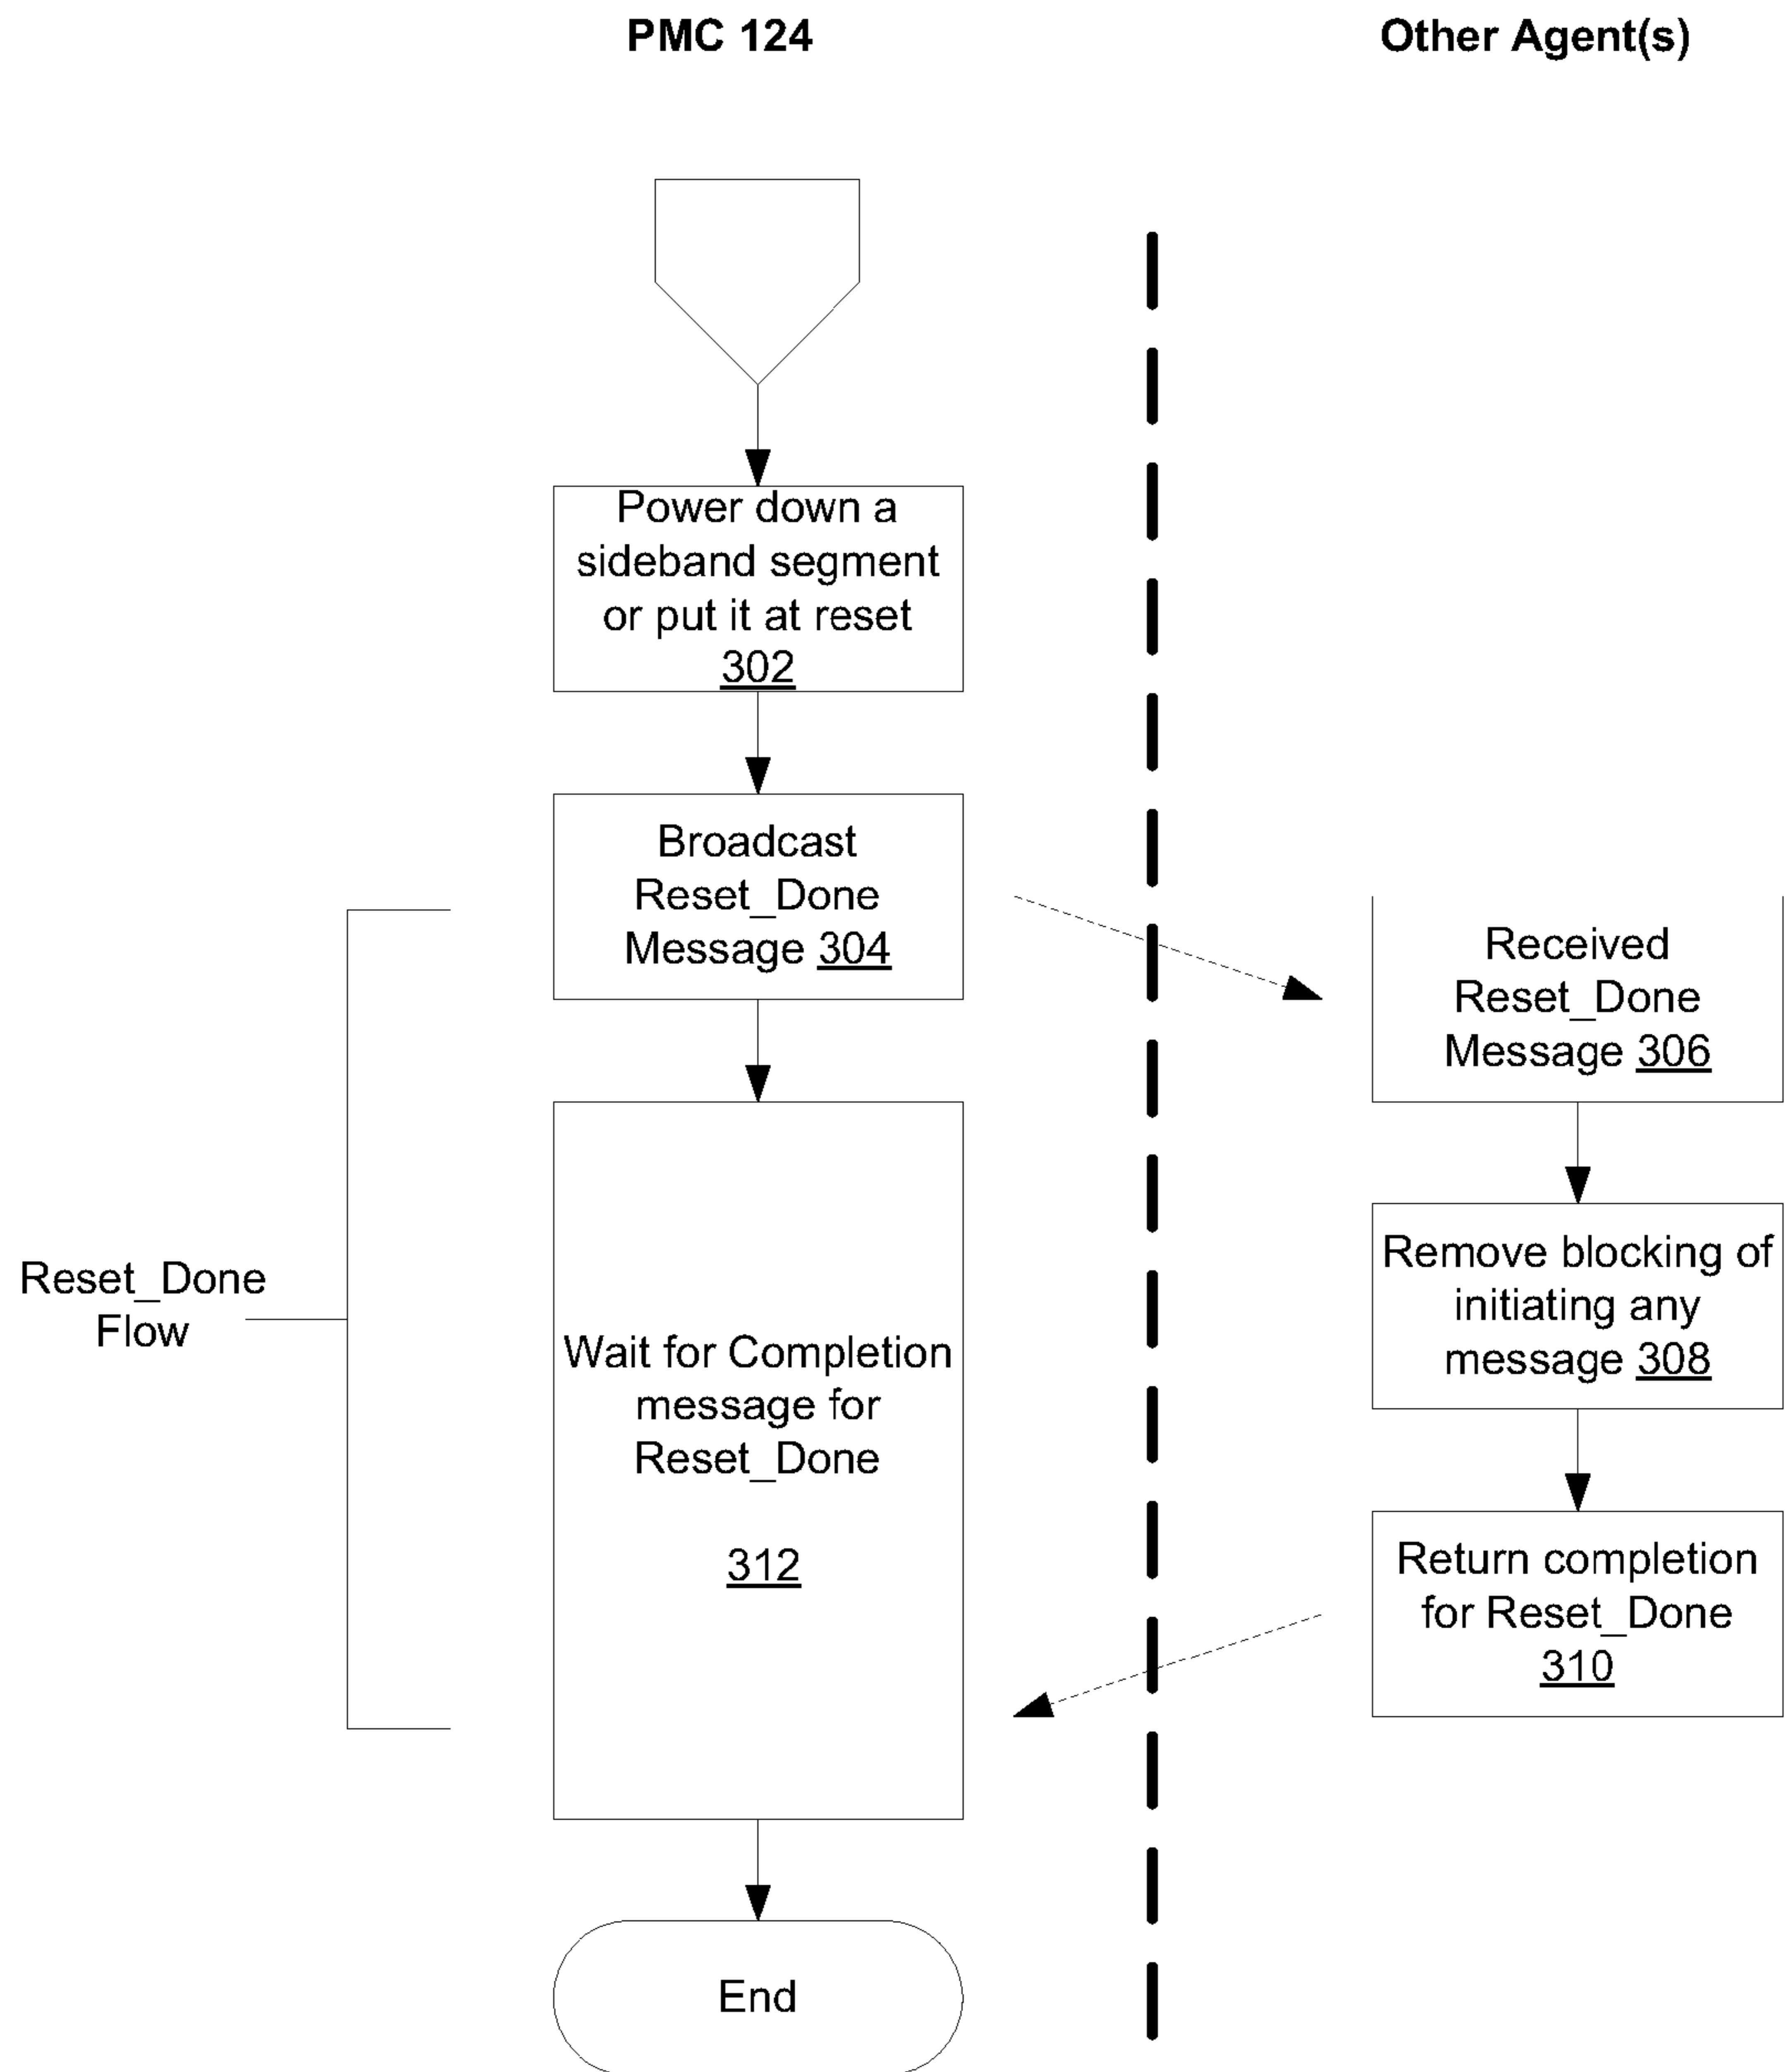 PMC 124
Other Agent(s)
Power down a
sideband segment
or put it at reset
302
Broadcast
Reset_Done
Message 304
Received
Reset_Done
Message 306
Remove blocking of
initiating any
message 308
Reset_Done
Flow
Wait for Completion
message for
Reset_Done
312
Return completion
for Reset_Done
310
End